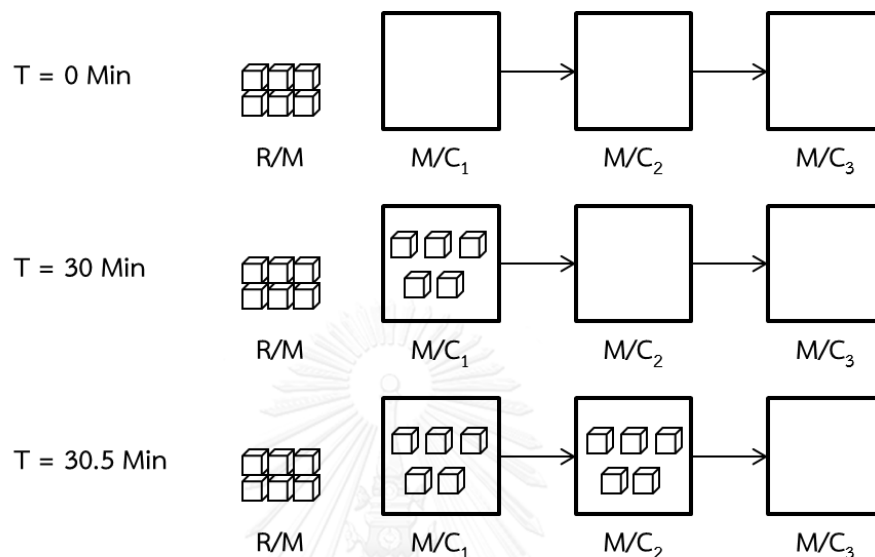 T = 0 Min
R/M M/C₁ M/C₂ M/C₃
T = 30 Min
R/M M/C₁ M/C₂ M/C₃
T = 30.5 Min
R/M M/C₁ M/C₂ M/C₃